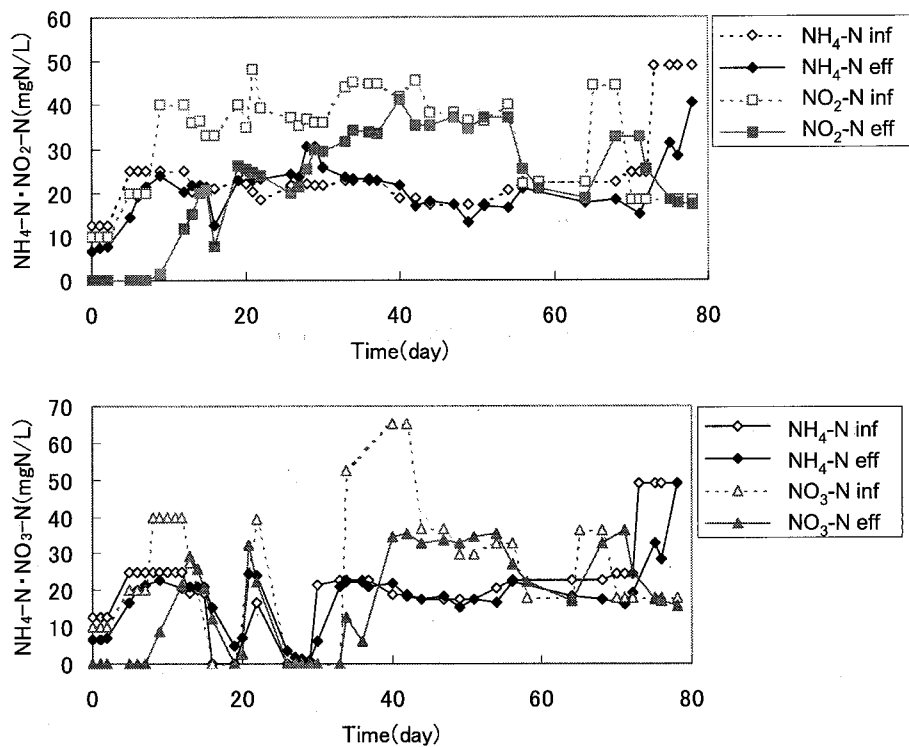 NH₄-N・NO₂-N(mgN/L)
60
50
40
30
20
10
0
0 20 40 60 80
Time(day)
NH₄-N inf
NH₄-N eff
NO₂-N inf
NO₂-N eff
NH₄-N・NO₃-N(mgN/L)
70
60
50
40
30
20
10
0
0 20 40 60 80
Time(day)
NH₄-N inf
NH₄-N eff
NO₃-N inf
NO₃-N eff